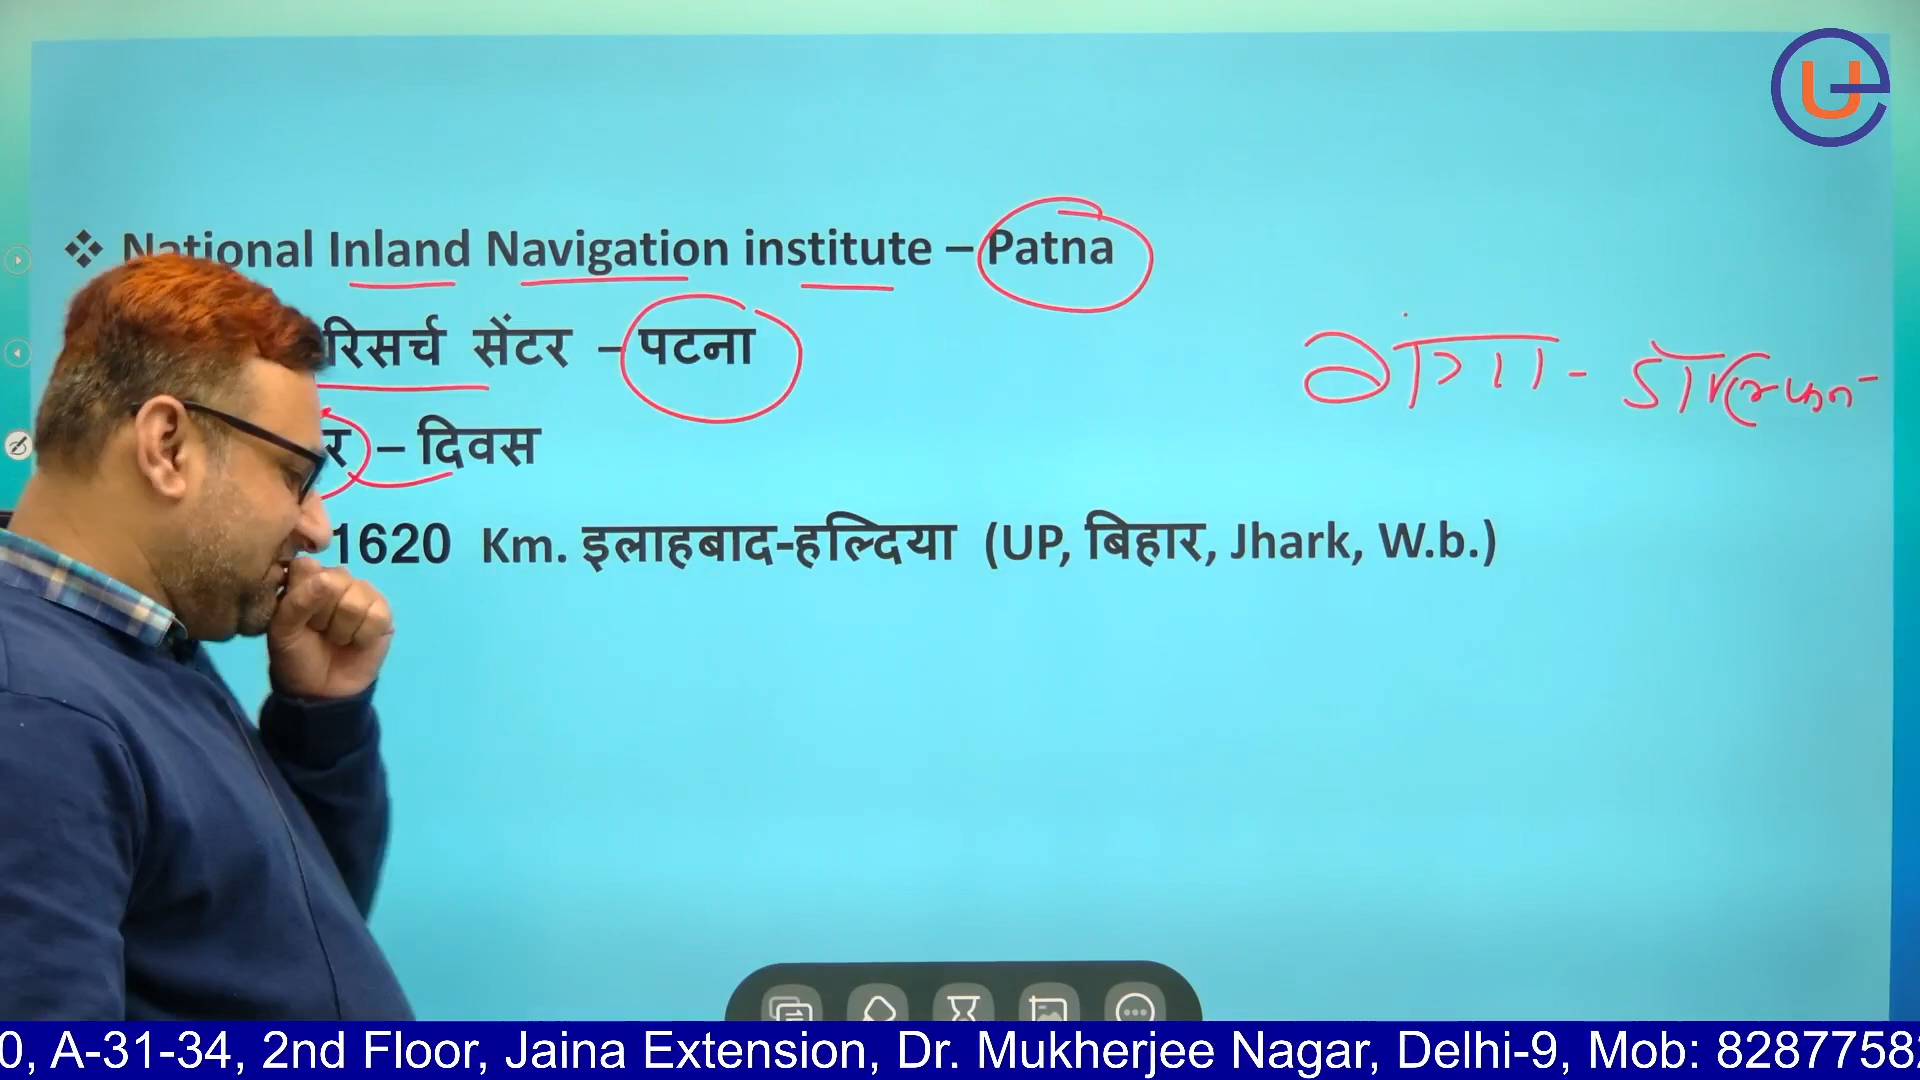 ❖ National Inland Navigation institute – Patna
रिसर्च सेंटर – पटना
र – दिवस
1620 Km. इलाहबाद-हल्दिया (UP, बिहार, Jhark, W.b.)
0, A-31-34, 2nd Floor, Jaina Extension, Dr. Mukherjee Nagar, Delhi-9, Mob: 8287758